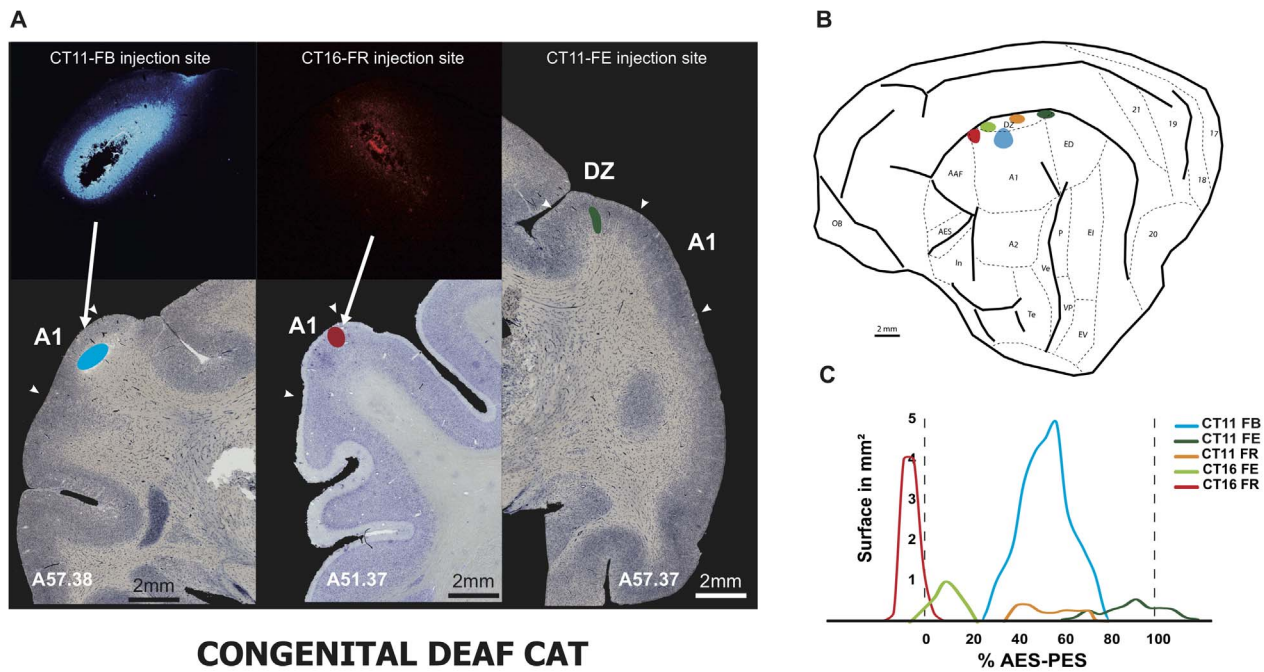 A
CT11-FB injection site
CT16-FR injection site
CT11-FE injection site
DZ
A1
A1
A1
A57.38
2mm
A51.37
2mm
A57.37
2mm
CONGENITAL DEAF CAT
B
DZ
21
19
17
18
ED
AAF
A1
OB
AES
A2
P
EI
20
In
Ve
Te
VP
EV
2 mm
C
Surface in mm²
5
4
3
2
1
0 20 40 60 80 100
% AES-PES
CT11 FB
CT11 FE
CT11 FR
CT16 FE
CT16 FR